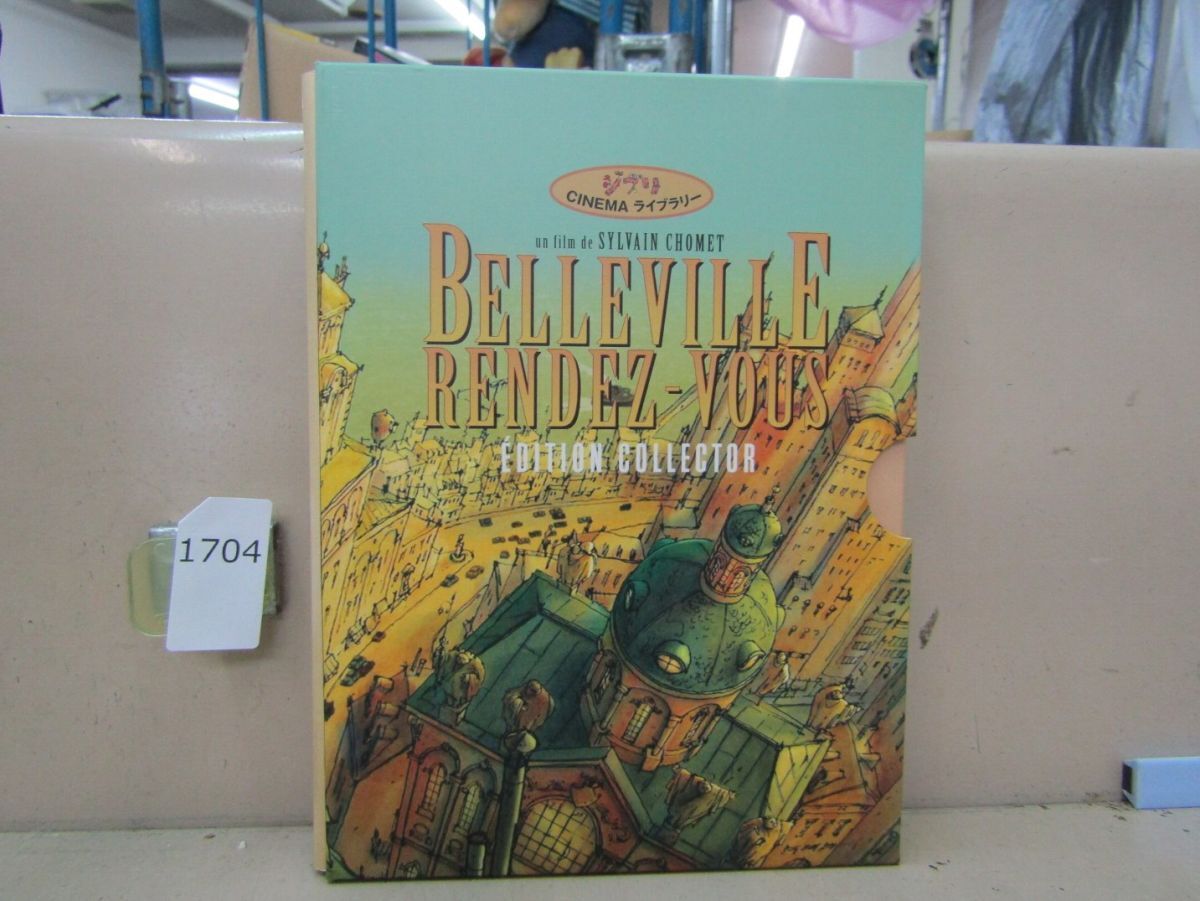 ジブリ
CINEMA ライブラリー
un film de SYLVAIN CHOMET
BELLEVILLE
RENDEZ-VOUS
ÉDITION COLLECTOR
1704